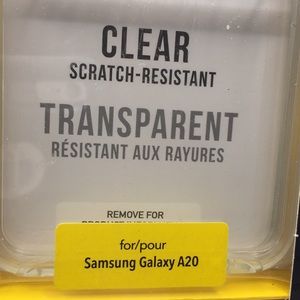 CLEAR
SCRATCH-RESISTANT
TRANSPARENT
RÉSISTANT AUX RAYURES
REMOVE FOR
for/pour
Samsung Galaxy A20